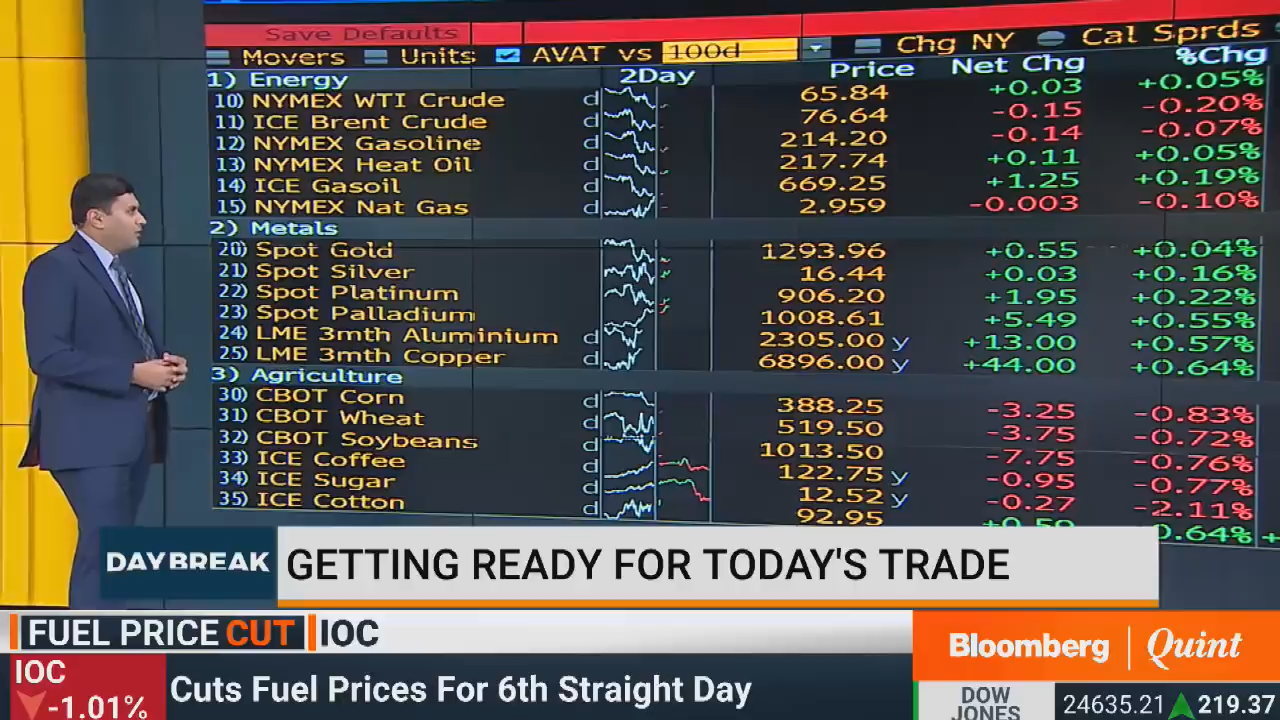 Save Defaults
Movers Units AVAT vs 100d Chg NY Cal Sprds
1) Energy 2Day Price Net Chg %Chg
10) NYMEX WTI Crude d 65.84 +0.03 +0.05%
11) ICE Brent Crude d 76.64 -0.15 -0.20%
12) NYMEX Gasoline d 214.20 -0.14 -0.07%
13) NYMEX Heat Oil d 217.74 +0.11 +0.05%
14) ICE Gasoil d 669.25 +1.25 +0.19%
15) NYMEX Nat Gas d 2.959 -0.003 -0.10%
2) Metals
20) Spot Gold 1293.96 +0.55 +0.04%
21) Spot Silver 16.44 +0.03 +0.16%
22) Spot Platinum 906.20 +1.95 +0.22%
23) Spot Palladium 1008.61 +5.49 +0.55%
24) LME 3mth Aluminium d 2305.00 y +13.00 +0.57%
25) LME 3mth Copper d 6896.00 y +44.00 +0.64%
3) Agriculture
30) CBOT Corn d 388.25 -3.25 -0.83%
31) CBOT Wheat d 519.50 -3.75 -0.72%
32) CBOT Soybeans d 1013.50 -7.75 -0.76%
33) ICE Coffee d 122.75 y -0.95 -0.77%
34) ICE Sugar d 12.52 y -0.27 -2.11%
35) ICE Cotton d 92.95 +0.59 0.64% +
DAYBREAK GETTING READY FOR TODAY'S TRADE
FUEL PRICE CUT IOC
Bloomberg | Quint
IOC
-1.01%
Cuts Fuel Prices For 6th Straight Day
DOW JONES 24635.21 219.37